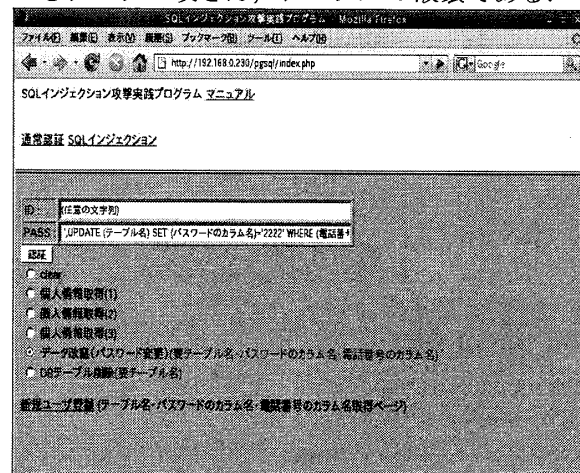 SQLインジェクション攻撃実践プログラム - Mozilla Firefox
ファイル(F) 編集(E) 表示(V) 履歴(S) ブックマーク(B) ツール(T) ヘルプ(H)
http://192.168.0.230/pgsql/index.php
SQLインジェクション攻撃実践プログラム マニュアル
通常認証 SQLインジェクション
ID : (任意の文字列)
PASS : ';UPDATE (テーブル名) SET (パスワードのカラム名)='2222' WHERE (電話番号
認証
clear
個人情報取得(1)
個人情報取得(2)
個人情報取得(3)
データ改竄(パスワード変更)(要テーブル名・パスワードのカラム名・電話番号のカラム名)
DBテーブル削除(要テーブル名)
新規ユーザ登録 (テーブル名・パスワードのカラム名・電話番号のカラム名取得ページ)